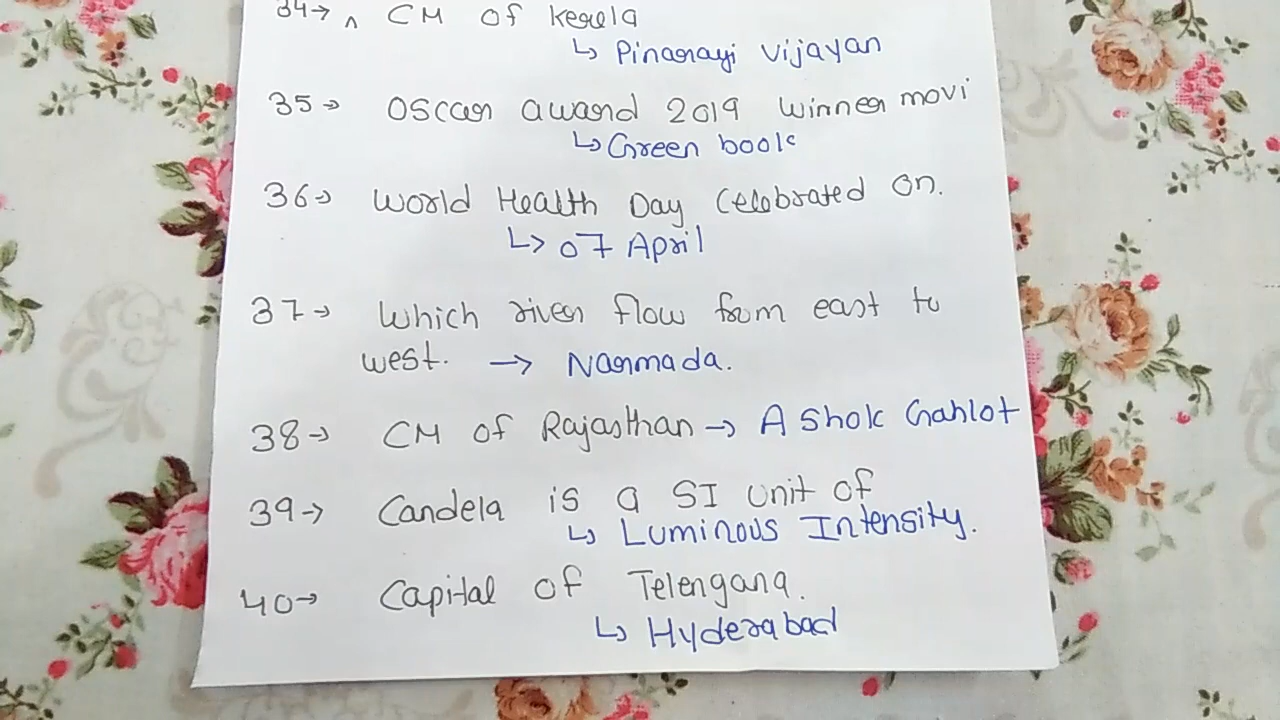 34→ ^ CM of kerela
↳ Pinarayi Vijayan
35→ Oscar award 2019 Winner movi
↳ Green book
36→ World Health Day Celebrated on.
↳ 07 April
37→ Which river flow from east to
west. → Narmada.
38→ CM of Rajasthan → Ashok Gahlot
39→ Candela is a SI unit of
↳ Luminous Intensity.
40→ Capital of Telengana.
↳ Hyderabad